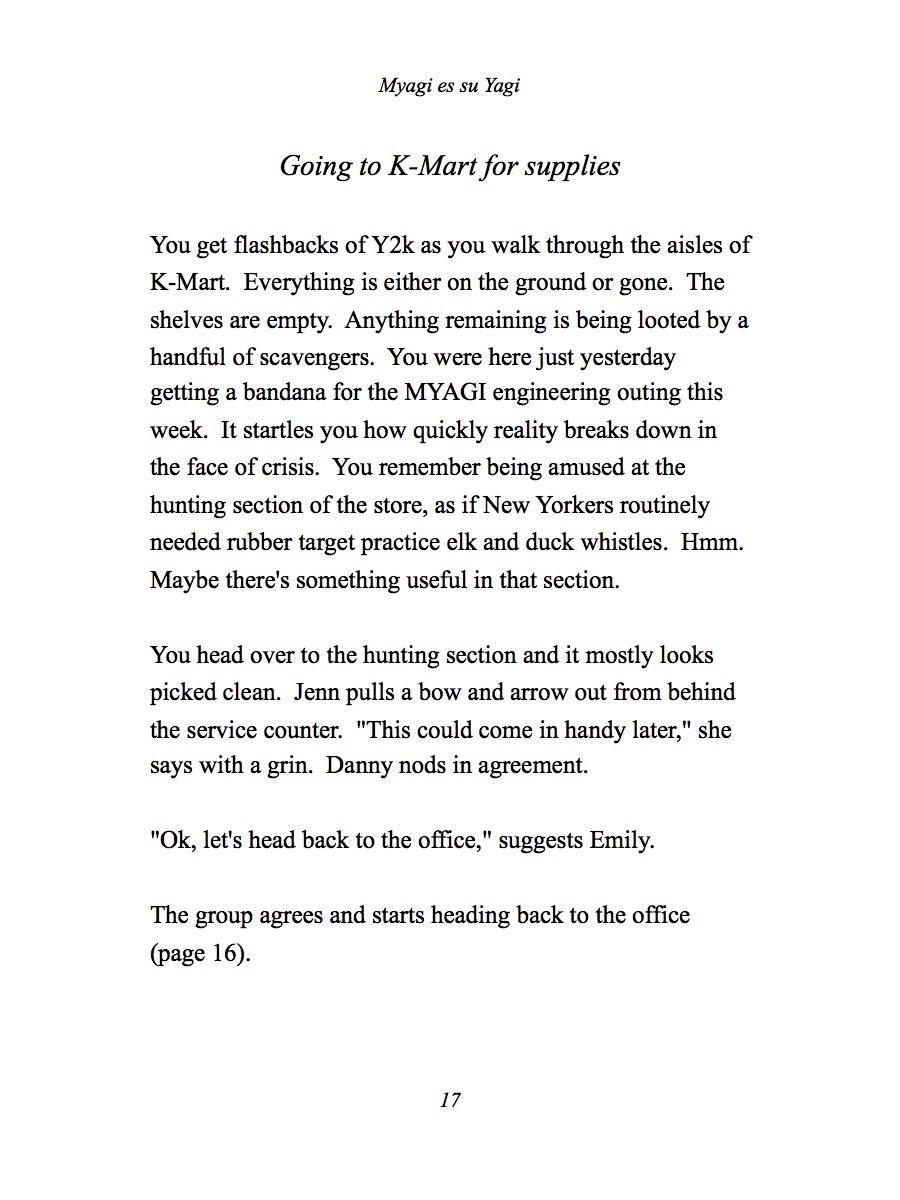 Myagi es su Yagi
Going to K-Mart for supplies
You get flashbacks of Y2k as you walk through the aisles of
K-Mart.  Everything is either on the ground or gone.  The
shelves are empty.  Anything remaining is being looted by a
handful of scavengers.  You were here just yesterday
getting a bandana for the MYAGI engineering outing this
week.  It startles you how quickly reality breaks down in
the face of crisis.  You remember being amused at the
hunting section of the store, as if New Yorkers routinely
needed rubber target practice elk and duck whistles.  Hmm.
Maybe there's something useful in that section.
You head over to the hunting section and it mostly looks
picked clean.  Jenn pulls a bow and arrow out from behind
the service counter.  "This could come in handy later," she
says with a grin.  Danny nods in agreement.
"Ok, let's head back to the office," suggests Emily.
The group agrees and starts heading back to the office
(page 16).
17